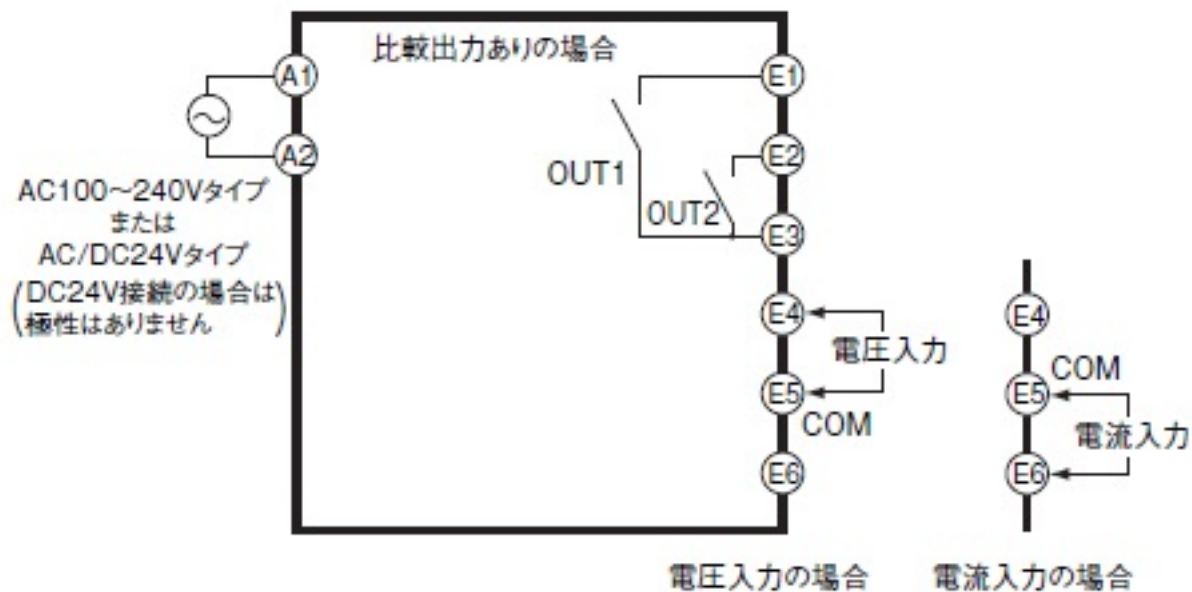 比較出力ありの場合
A1
A2
AC100～240Vタイプ
または
AC/DC24Vタイプ
(DC24V接続の場合は
極性はありません)
E1
OUT1
E2
OUT2
E3
E4
電圧入力
E5
COM
E6
電圧入力の場合
E4
COM
E5
電流入力
E6
電流入力の場合